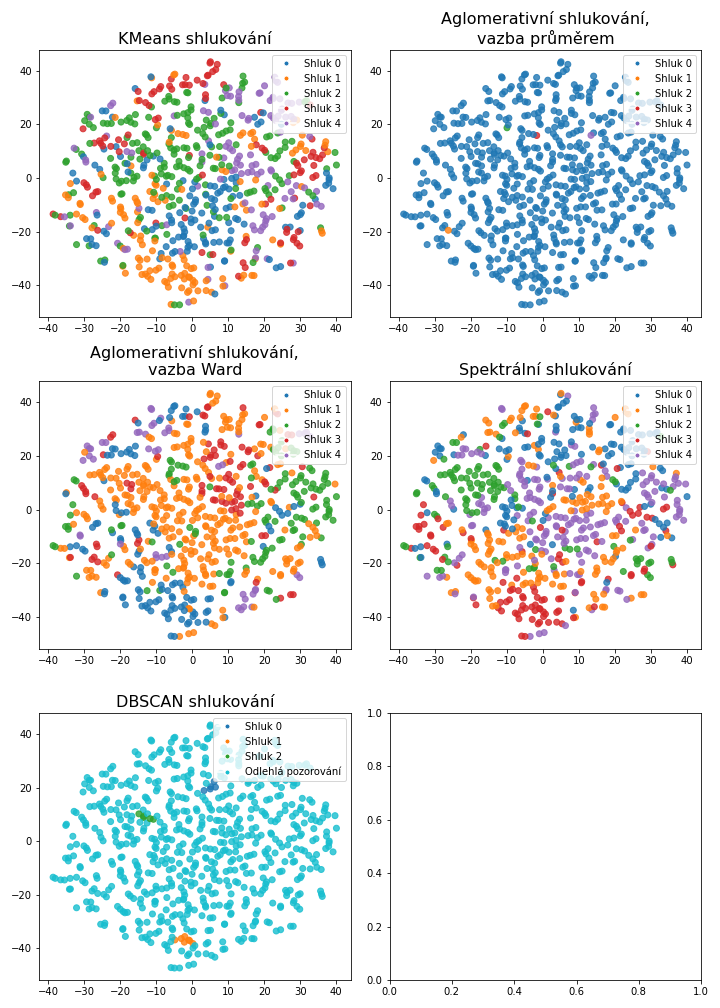 KMeans shlukování
Shluk 0
Shluk 1
Shluk 2
Shluk 3
Shluk 4
40
20
0
−20
−40
−40 −30 −20 −10 0 10 20 30 40
Aglomerativní shlukování,
vazba průměrem
Shluk 0
Shluk 1
Shluk 2
Shluk 3
Shluk 4
40
20
0
−20
−40
−40 −30 −20 −10 0 10 20 30 40
Aglomerativní shlukování,
vazba Ward
Shluk 0
Shluk 1
Shluk 2
Shluk 3
Shluk 4
40
20
0
−20
−40
−40 −30 −20 −10 0 10 20 30 40
Spektrální shlukování
Shluk 0
Shluk 1
Shluk 2
Shluk 3
Shluk 4
40
20
0
−20
−40
−40 −30 −20 −10 0 10 20 30 40
DBSCAN shlukování
Shluk 0
Shluk 1
Shluk 2
Odlehlá pozorování
40
20
0
−20
−40
−40 −30 −20 −10 0 10 20 30 40
1.0
0.8
0.6
0.4
0.2
0.0
0.0 0.2 0.4 0.6 0.8 1.0